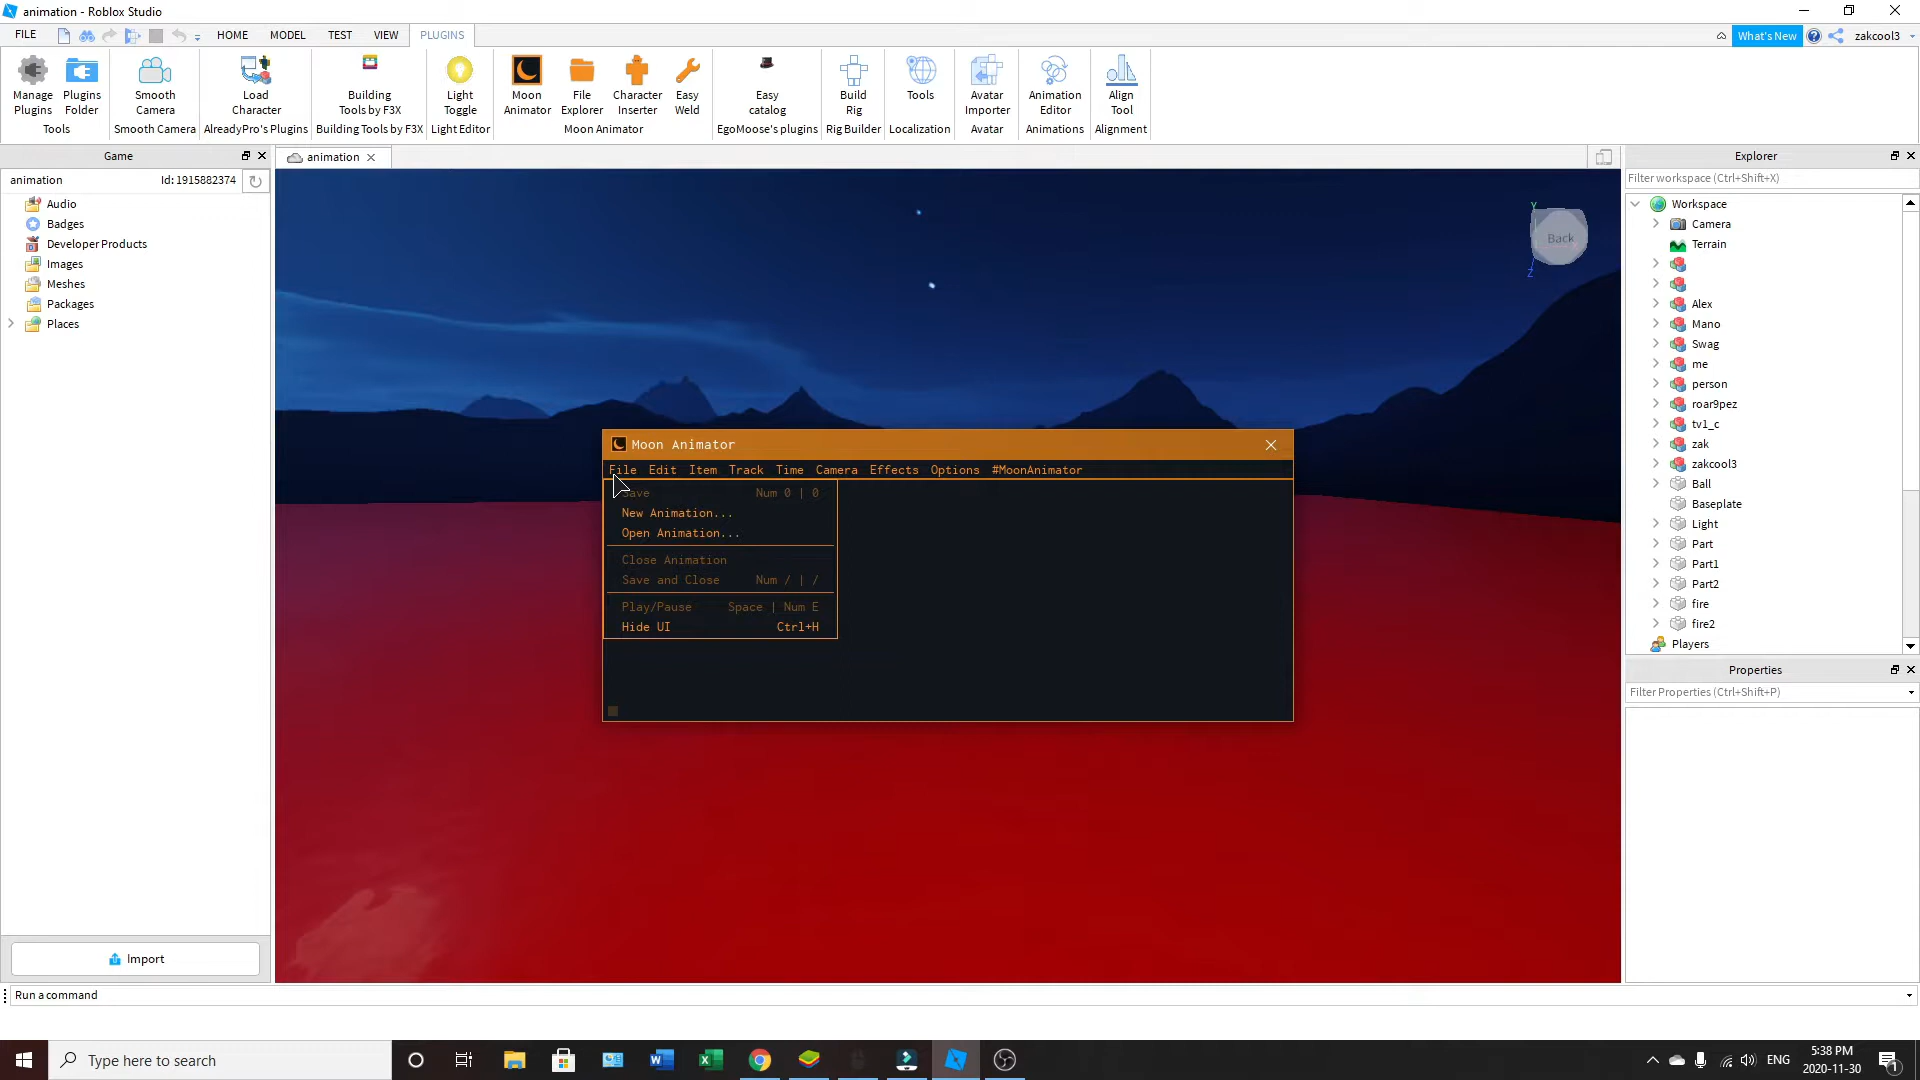 animation - Roblox Studio
FILE HOME MODEL TEST VIEW PLUGINS What's New zakcool3
Manage Plugins
Plugins Folder
Tools
Smooth Camera
Smooth Camera
Load Character
AlreadyPro's Plugins
Building Tools by F3X
Building Tools by F3X
Light Toggle
Light Editor
Moon Animator
File Explorer
Character Inserter
Easy Weld
Moon Animator
Easy catalog
EgoMoose's plugins
Build Rig
Rig Builder
Tools
Localization
Avatar Importer
Avatar
Animation Editor
Animations
Align Tool
Alignment
Game
animation Id: 1915882374
Audio
Badges
Developer Products
Images
Meshes
Packages
Places
Import
animation
Y
Back
Z
Moon Animator
File Edit Item Track Time Camera Effects Options #MoonAnimator
Save Num 0 | 0
New Animation...
Open Animation...
Close Animation
Save and Close Num / | /
Play/Pause Space | Num E
Hide UI Ctrl+H
Explorer
Filter workspace (Ctrl+Shift+X)
Workspace
Camera
Terrain
Alex
Mano
Swag
me
person
roar9pez
tv1_c
zak
zakcool3
Ball
Baseplate
Light
Part
Part1
Part2
fire
fire2
Players
Properties
Filter Properties (Ctrl+Shift+P)
Run a command
Type here to search
ENG
5:38 PM
2020-11-30
1